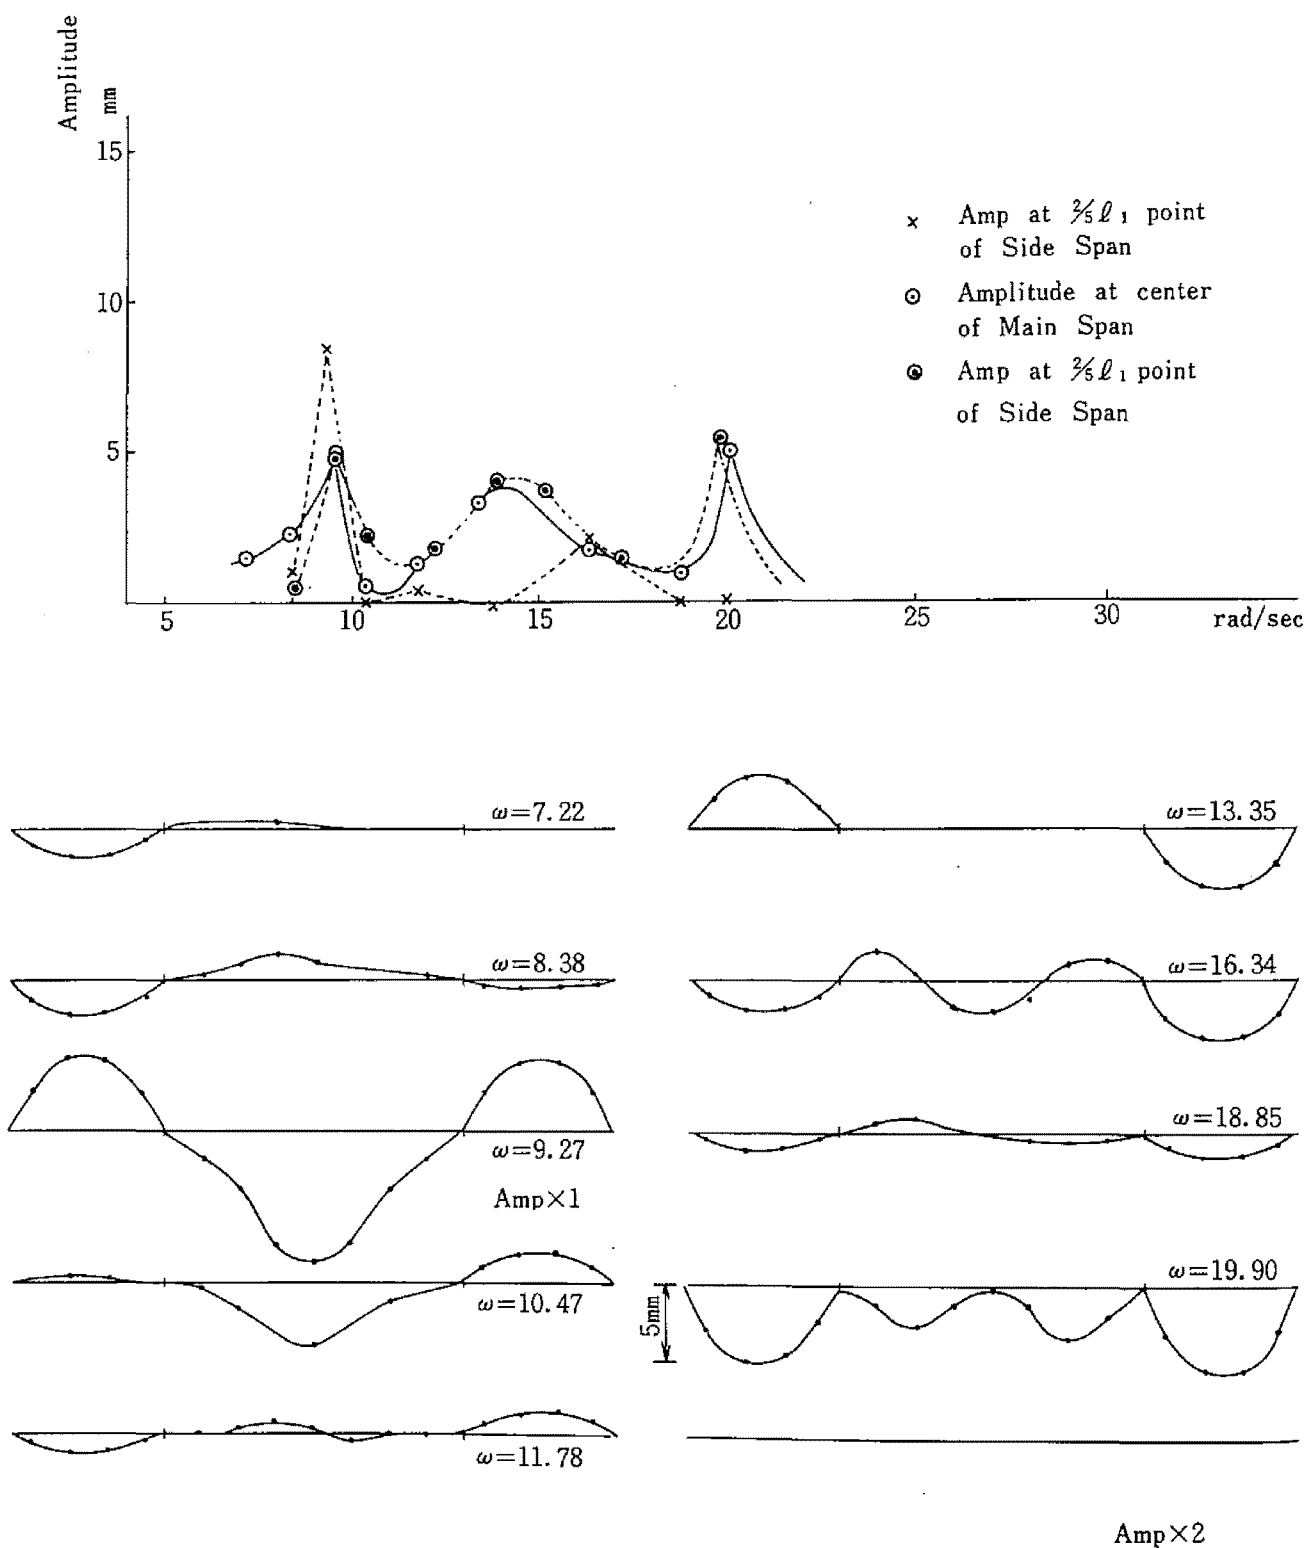 Amplitude
mm
15
10
5
× Amp at ⅖ℓ₁ point
of Side Span
⊙ Amplitude at center
of Main Span
Amp at ⅖ℓ₁ point
of Side Span
5 10 15 20 25 30 rad/sec
ω=7.22
ω=8.38
ω=9.27
Amp×1
ω=10.47
ω=11.78
ω=13.35
ω=16.34
ω=18.85
ω=19.90
5mm
Amp×2